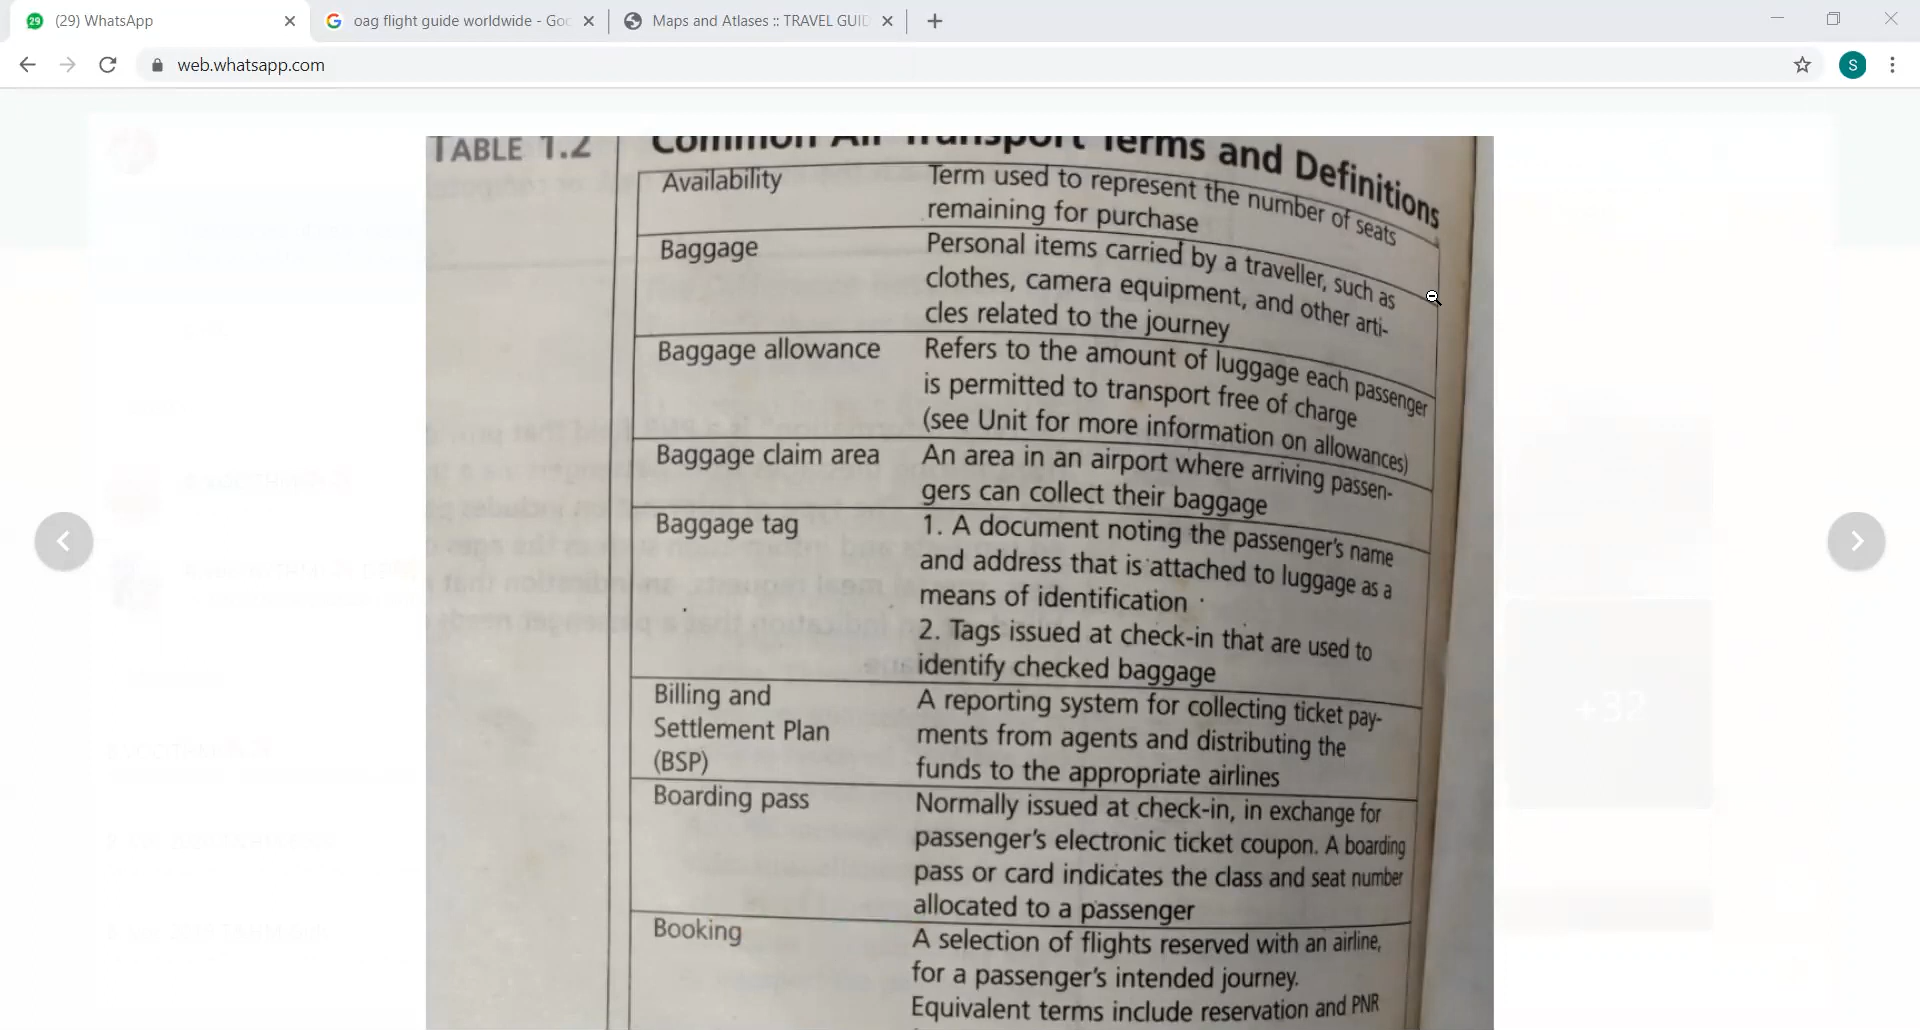 (29) WhatsApp
oag flight guide worldwide - Goo
Maps and Atlases :: TRAVEL GUID
web.whatsapp.com
S
TABLE 1.2 Common Air Transport Terms and Definitions
Availability
Term used to represent the number of seats
remaining for purchase
Baggage
Personal items carried by a traveller, such as
clothes, camera equipment, and other arti-
cles related to the journey
Baggage allowance
Refers to the amount of luggage each passenger
is permitted to transport free of charge
(see Unit for more information on allowances)
Baggage claim area
An area in an airport where arriving passen-
gers can collect their baggage
Baggage tag
1. A document noting the passenger's name
and address that is attached to luggage as a
means of identification
2. Tags issued at check-in that are used to
identify checked baggage
Billing and
Settlement Plan
(BSP)
A reporting system for collecting ticket pay-
ments from agents and distributing the
funds to the appropriate airlines
Boarding pass
Normally issued at check-in, in exchange for
passenger's electronic ticket coupon. A boarding
pass or card indicates the class and seat number
allocated to a passenger
Booking
A selection of flights reserved with an airline,
for a passenger's intended journey.
Equivalent terms include reservation and PNR
+32